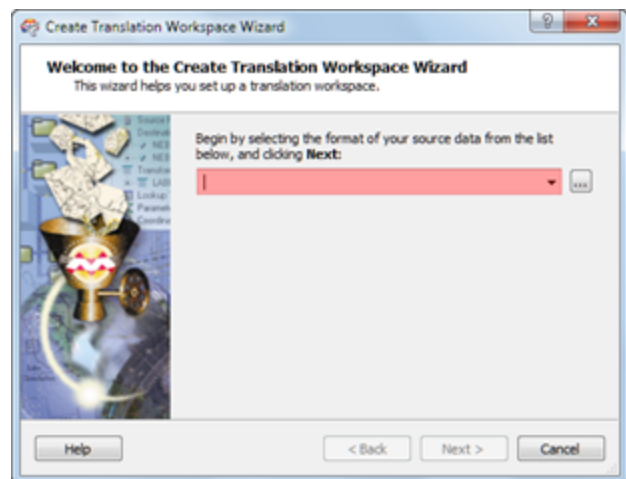 Create Translation Workspace Wizard
Welcome to the Create Translation Workspace Wizard
This wizard helps you set up a translation workspace.
Begin by selecting the format of your source data from the list
below, and clicking Next:
...
Help
< Back
Next >
Cancel